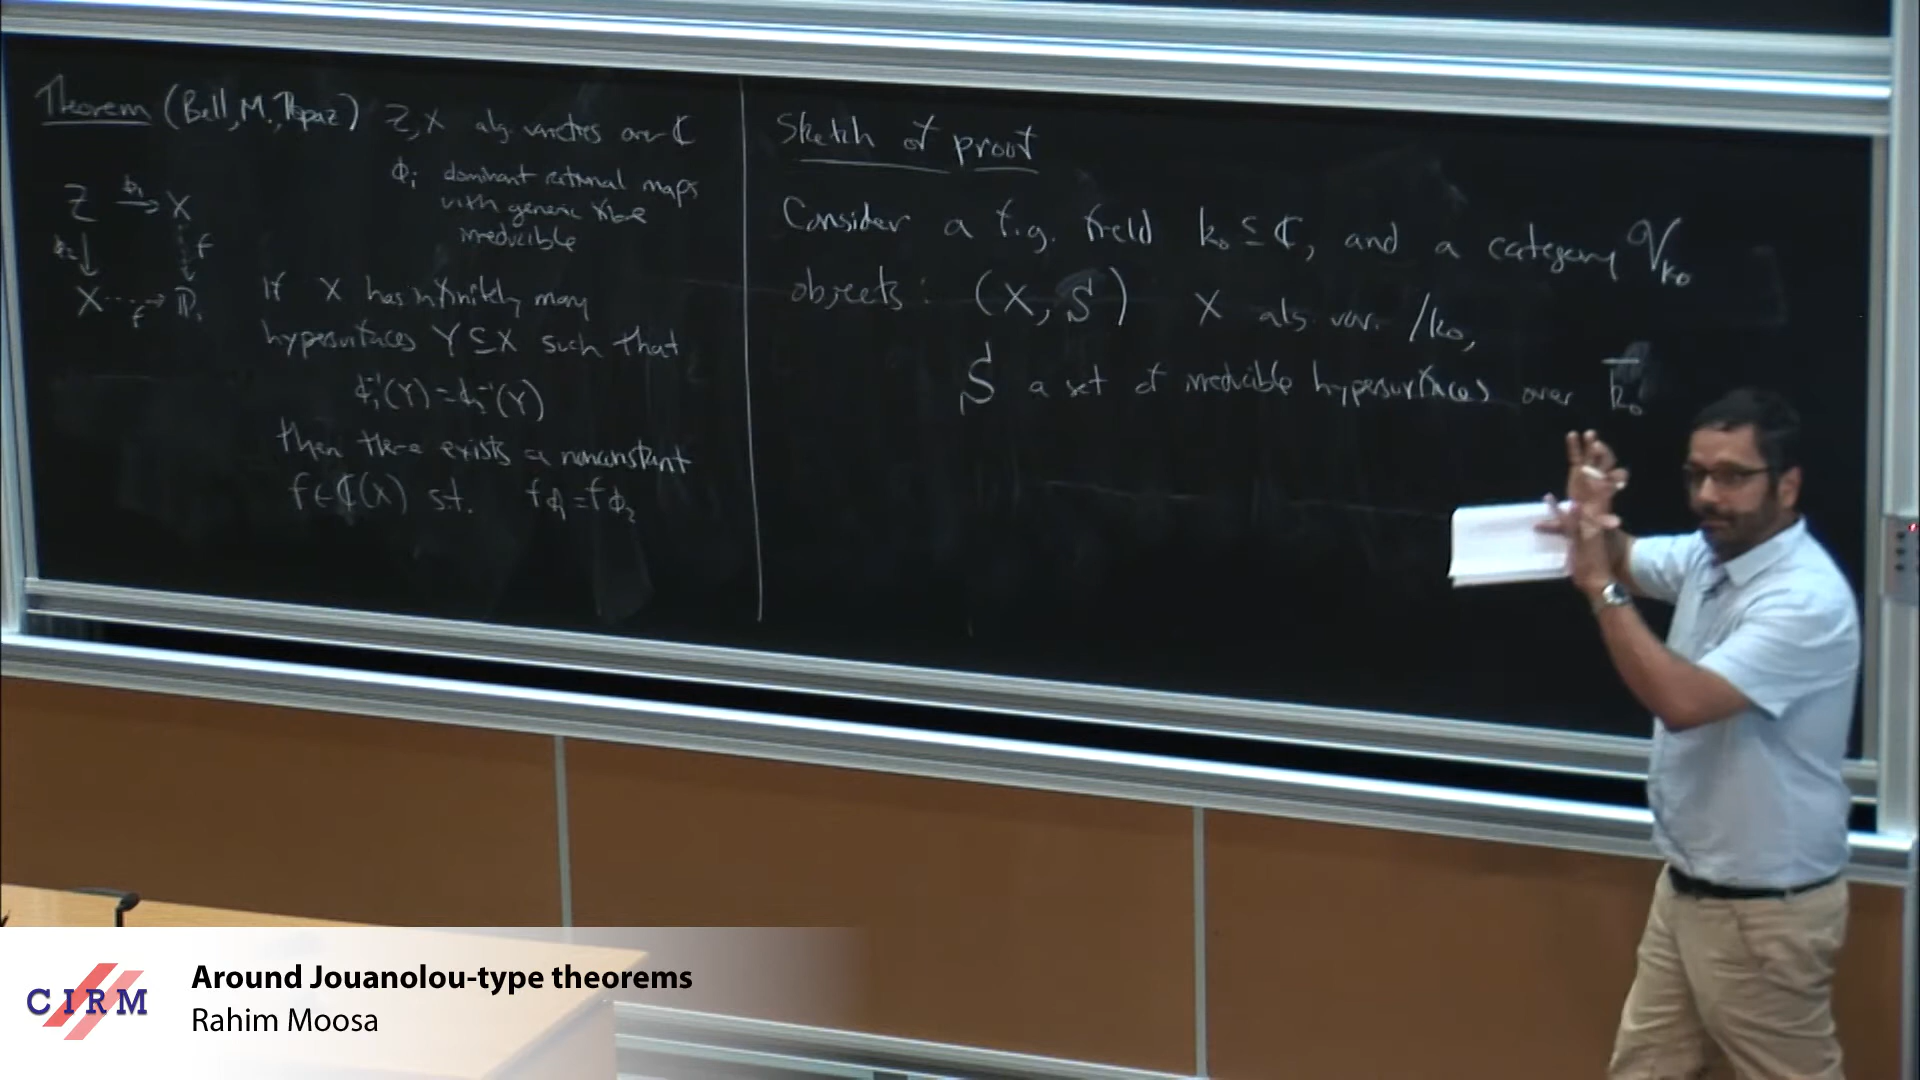 Theorem (Bell, M., Topaz) Z, X alg. varieties over ℂ
ϕᵢ dominant rational maps
with generic fibre
irreducible
Z ϕ₁→ X
ϕ₂↓ f
X ⇢ ℙ₁
f
If X has infinitely many
hypersurfaces Y ⊆ X such that
ϕ₁⁻¹(Y) = ϕ₂⁻¹(Y)
then there exists a nonconstant
f ∈ ℂ(X) s.t. fϕ₁ = fϕ₂
Sketch of proof
Consider a f.g. field k₀ ⊆ ℂ, and a category 𝒱ₖ₀
objects: (X, S) X alg. var. /k₀,
S a set of irreducible hypersurfaces over k̅₀
CIRM
Around Jouanolou-type theorems
Rahim Moosa